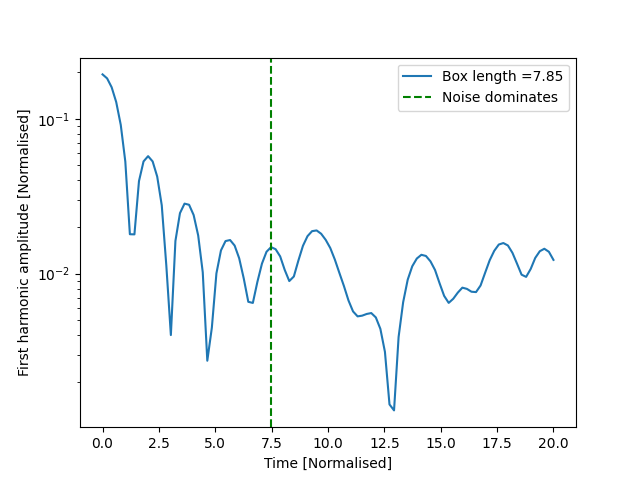 Box length =7.85
Noise dominates
First harmonic amplitude [Normalised]
10⁻¹
10⁻²
0.0 2.5 5.0 7.5 10.0 12.5 15.0 17.5 20.0
Time [Normalised]